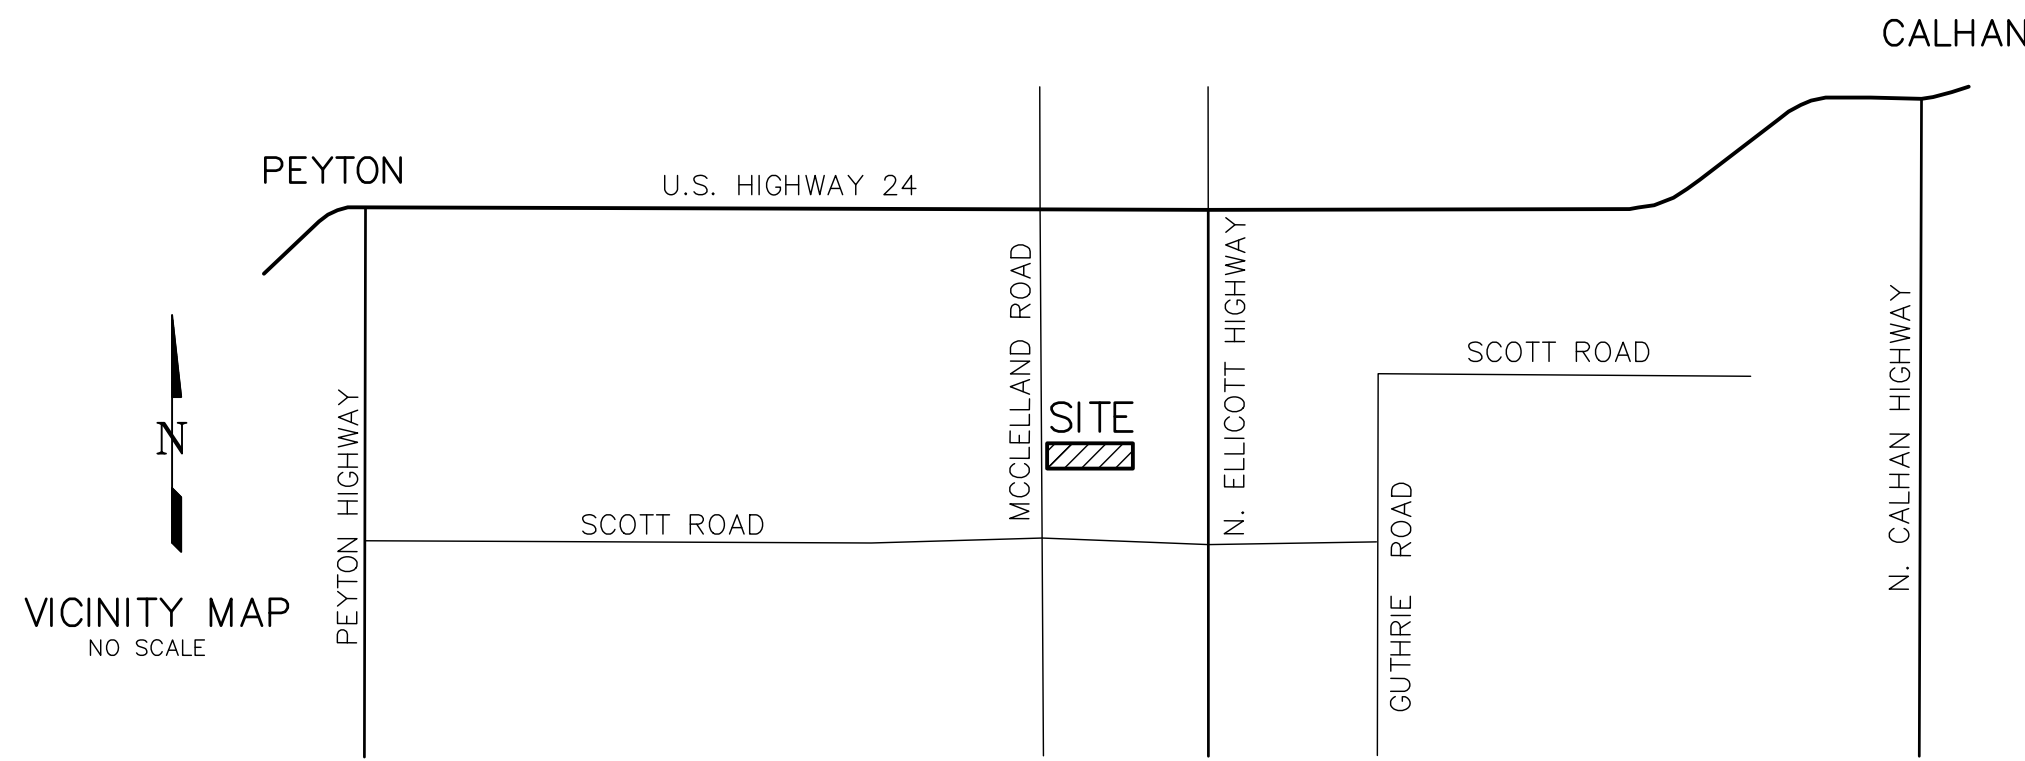 CALHAN
PEYTON
U.S. HIGHWAY 24
MCCLELLAND ROAD
N. ELLICOTT HIGHWAY
N. CALHAN HIGHWAY
SCOTT ROAD
SITE
N
PEYTON HIGHWAY
SCOTT ROAD
GUTHRIE ROAD
VICINITY MAP
NO SCALE